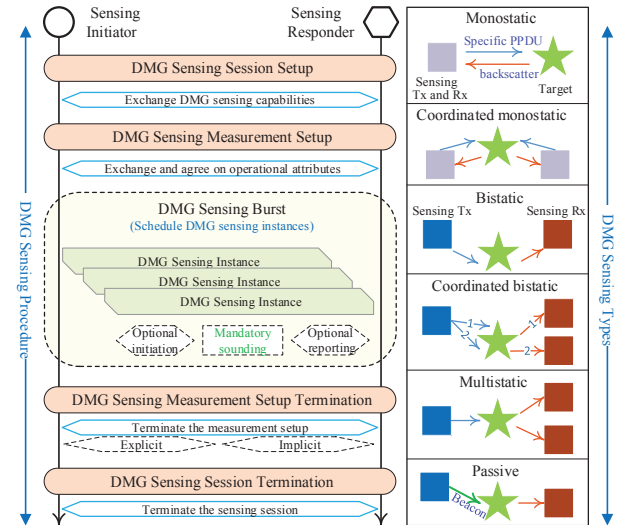 Sensing
Initiator
Sensing
Responder
DMG Sensing Session Setup
Exchange DMG sensing capabilities
DMG Sensing Measurement Setup
Exchange and agree on operational attributes
DMG Sensing Burst
(Schedule DMG sensing instances)
DMG Sensing Instance
DMG Sensing Instance
DMG Sensing Instance
Optional
initiation
Mandatory
sounding
Optional
reporting
DMG Sensing Measurement Setup Termination
Terminate the measurement setup
Explicit
Implicit
DMG Sensing Session Termination
Terminate the sensing session
DMG Sensing Procedure
Monostatic
Specific PPDU
backscatter
Sensing
Tx and Rx
Target
Coordinated monostatic
Bistatic
Sensing Tx
Sensing Rx
Coordinated bistatic
1
2
1
2
Multistatic
Passive
Beacon
DMG Sensing Types